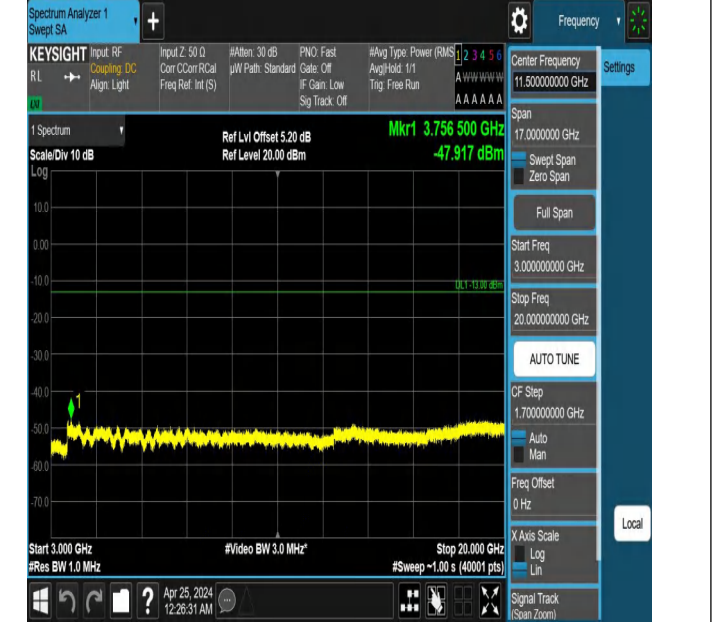 Spectrum Analyzer 1
Swept SA
+
Frequency
KEYSIGHT
RL
LXI
Input: RF
Coupling: DC
Align: Light
Input Z: 50 Ω
Corr CCorr RCal
Freq Ref: Int (S)
#Atten: 30 dB
µW Path: Standard
PNO: Fast
Gate: Off
IF Gain: Low
Sig Track: Off
#Avg Type: Power (RMS
Avg|Hold: 1/1
Trig: Free Run
1 2 3 4 5 6
A W W W W W
A A A A A A
1 Spectrum
Scale/Div 10 dB
Log
Ref Lvl Offset 5.20 dB
Ref Level 20.00 dBm
Mkr1 3.756 500 GHz
-47.917 dBm
10.0
0.00
-10.0
DL1 -13.00 dBm
-20.0
-30.0
-40.0
1
-50.0
-60.0
-70.0
Start 3.000 GHz
#Res BW 1.0 MHz
#Video BW 3.0 MHz*
Stop 20.000 GHz
#Sweep ~1.00 s (40001 pts)
Apr 25, 2024
12:26:31 AM
?
Center Frequency
11.500000000 GHz
Settings
Span
17.0000000 GHz
Swept Span
Zero Span
Full Span
Start Freq
3.000000000 GHz
Stop Freq
20.000000000 GHz
AUTO TUNE
CF Step
1.700000000 GHz
Auto
Man
Freq Offset
0 Hz
X Axis Scale
Log
Lin
Local
Signal Track
(Span Zoom)